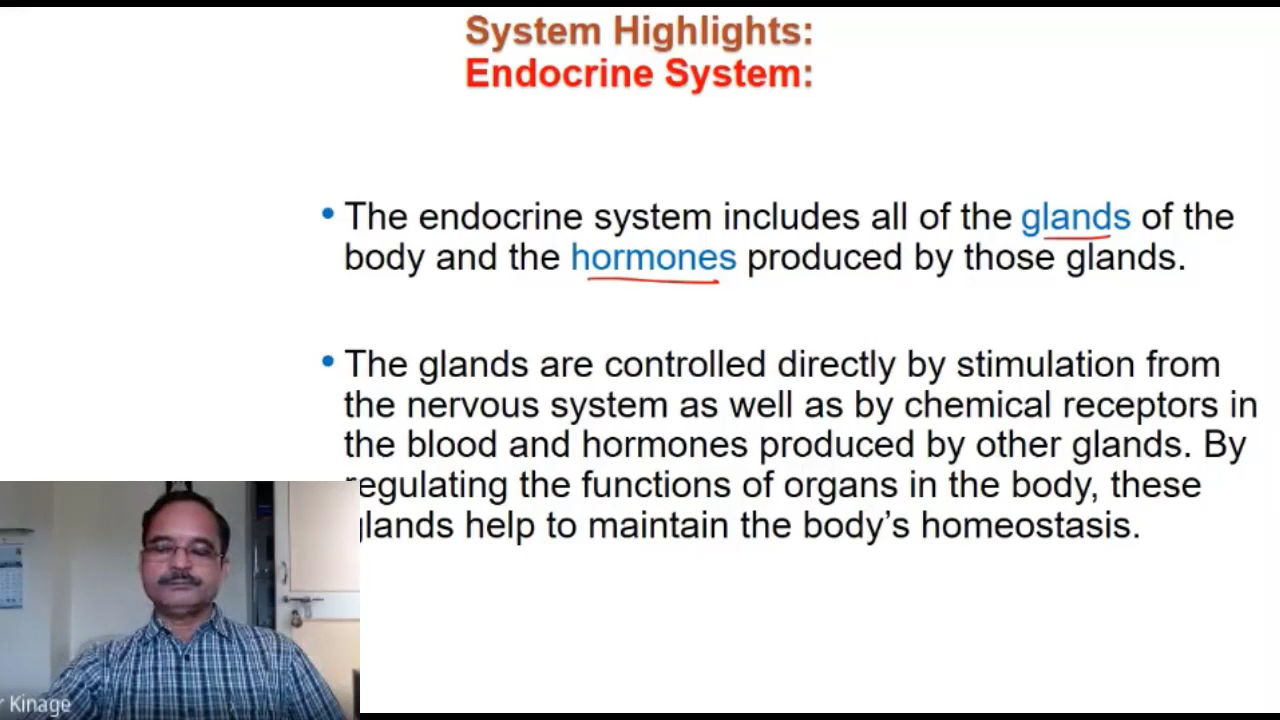 System Highlights:
Endocrine System:
• The endocrine system includes all of the glands of the
body and the hormones produced by those glands.
• The glands are controlled directly by stimulation from
the nervous system as well as by chemical receptors in
the blood and hormones produced by other glands. By
regulating the functions of organs in the body, these
glands help to maintain the body’s homeostasis.
r Kinage